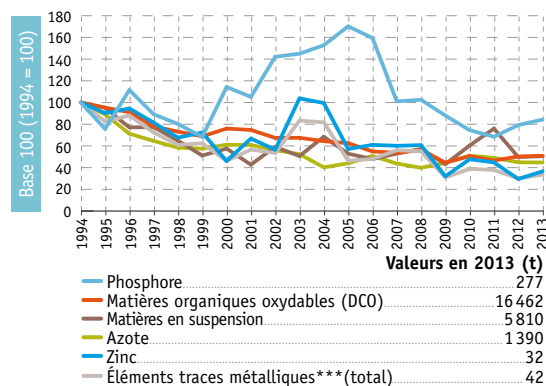 Base 100 (1994 = 100)
180
160
140
120
100
80
60
40
20
0
1994 1995 1996 1997 1998 1999 2000 2001 2002 2003 2004 2005 2006 2007 2008 2009 2010 2011 2012 2013
Valeurs en 2013 (t)
Phosphore 277
Matières organiques oxydables (DCO) 16 462
Matières en suspension 5 810
Azote 1 390
Zinc 32
Éléments traces métalliques***(total) 42